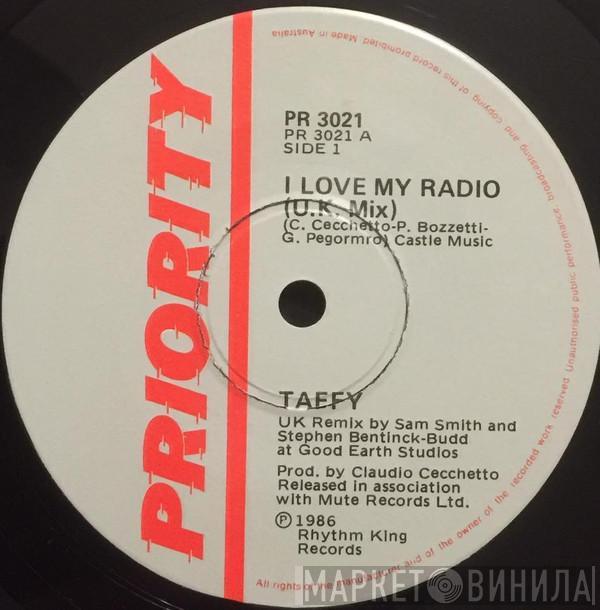 PRIORITY
PR 3021
PR 3021 A
SIDE 1
I LOVE MY RADIO
(U.K. Mix)
(C. Cecchetto-P. Bozzetti-
G. Pegormro) Castle Music
TAFFY
UK Remix by Sam Smith and
Stephen Bentinck-Budd
at Good Earth Studios
Prod. by Claudio Cecchetto
Released in association
with Mute Records Ltd.
℗ 1986
Rhythm King
Records
All rights of the manufacturer and of the owner of the recorded work reserved Unauthorised public performance, broadcasting and copying of this record prohibited. Made in Australia
МАРКЕТ ВИНИЛА